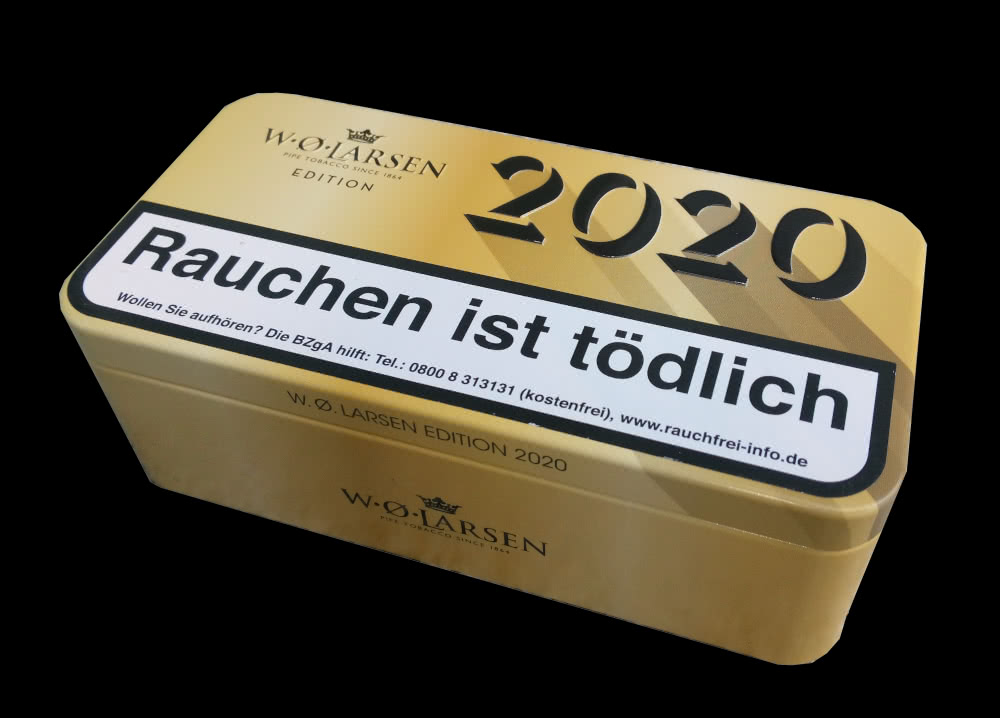 W·Ø·LARSEN
PIPE TOBACCO SINCE 1864
EDITION
2020
Rauchen ist tödlich
Wollen Sie aufhören? Die BZgA hilft: Tel.: 0800 8 313131 (kostenfrei), www.rauchfrei-info.de
W.Ø. LARSEN EDITION 2020
W·Ø·LARSEN
PIPE TOBACCO SINCE 1864